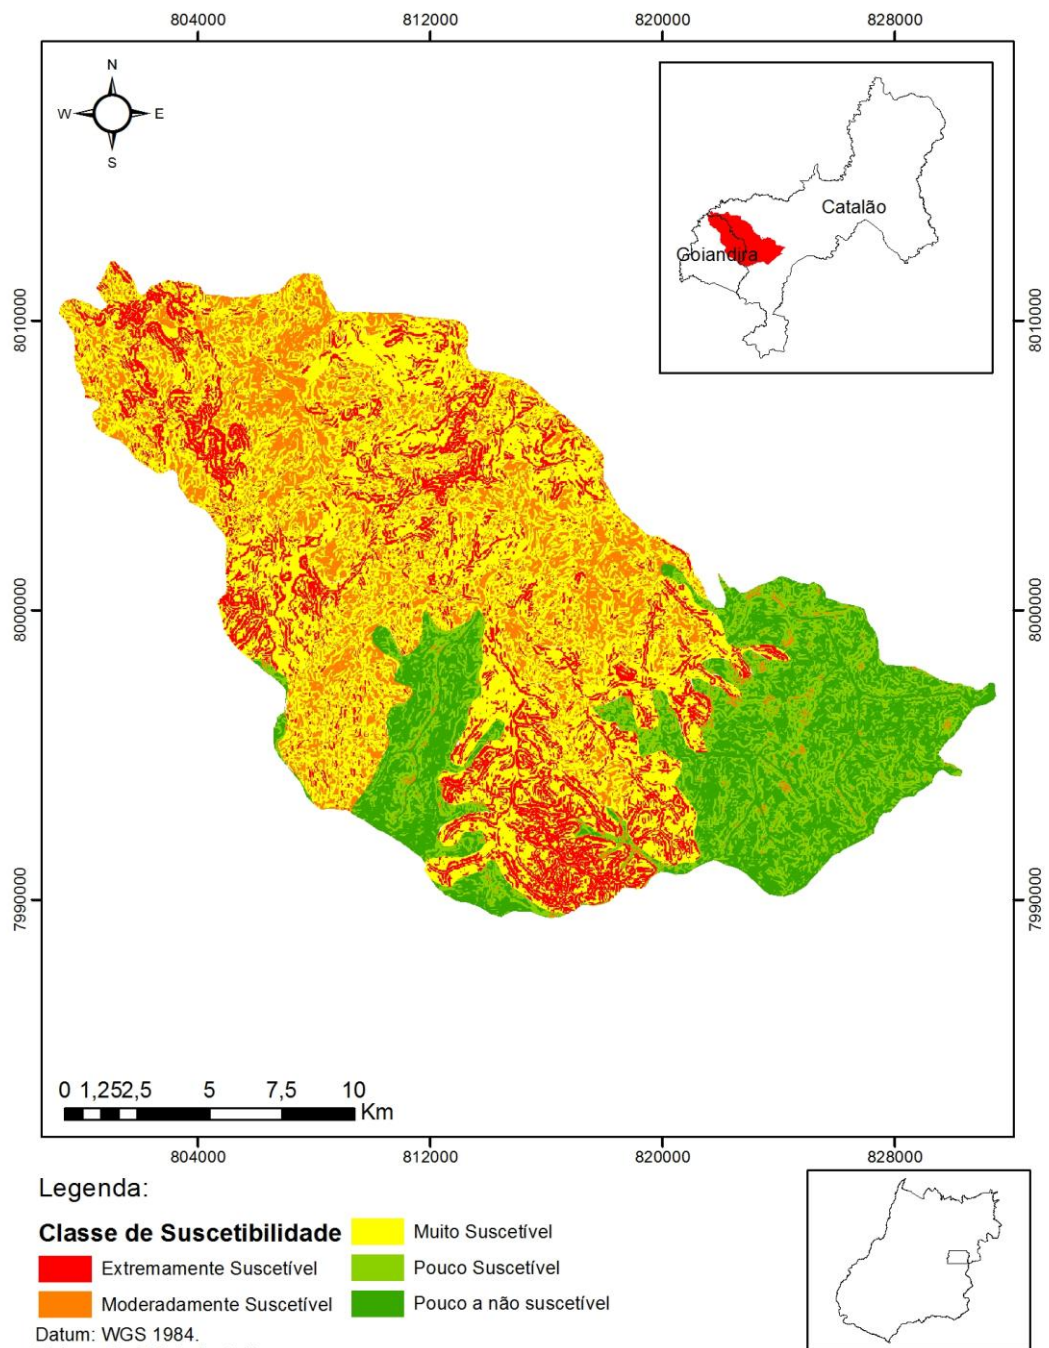 804000 812000 820000 828000
N
W E
S
Catalão
Goiandira
8010000 8010000
8000000 8000000
7990000 7990000
0 1,252,5 5 7,5 10
Km
804000 812000 820000 828000
Legenda:
Classe de Suscetibilidade
Extremamente Suscetível
Moderadamente Suscetível
Muito Suscetível
Pouco Suscetível
Pouco a não suscetível
Datum: WGS 1984.